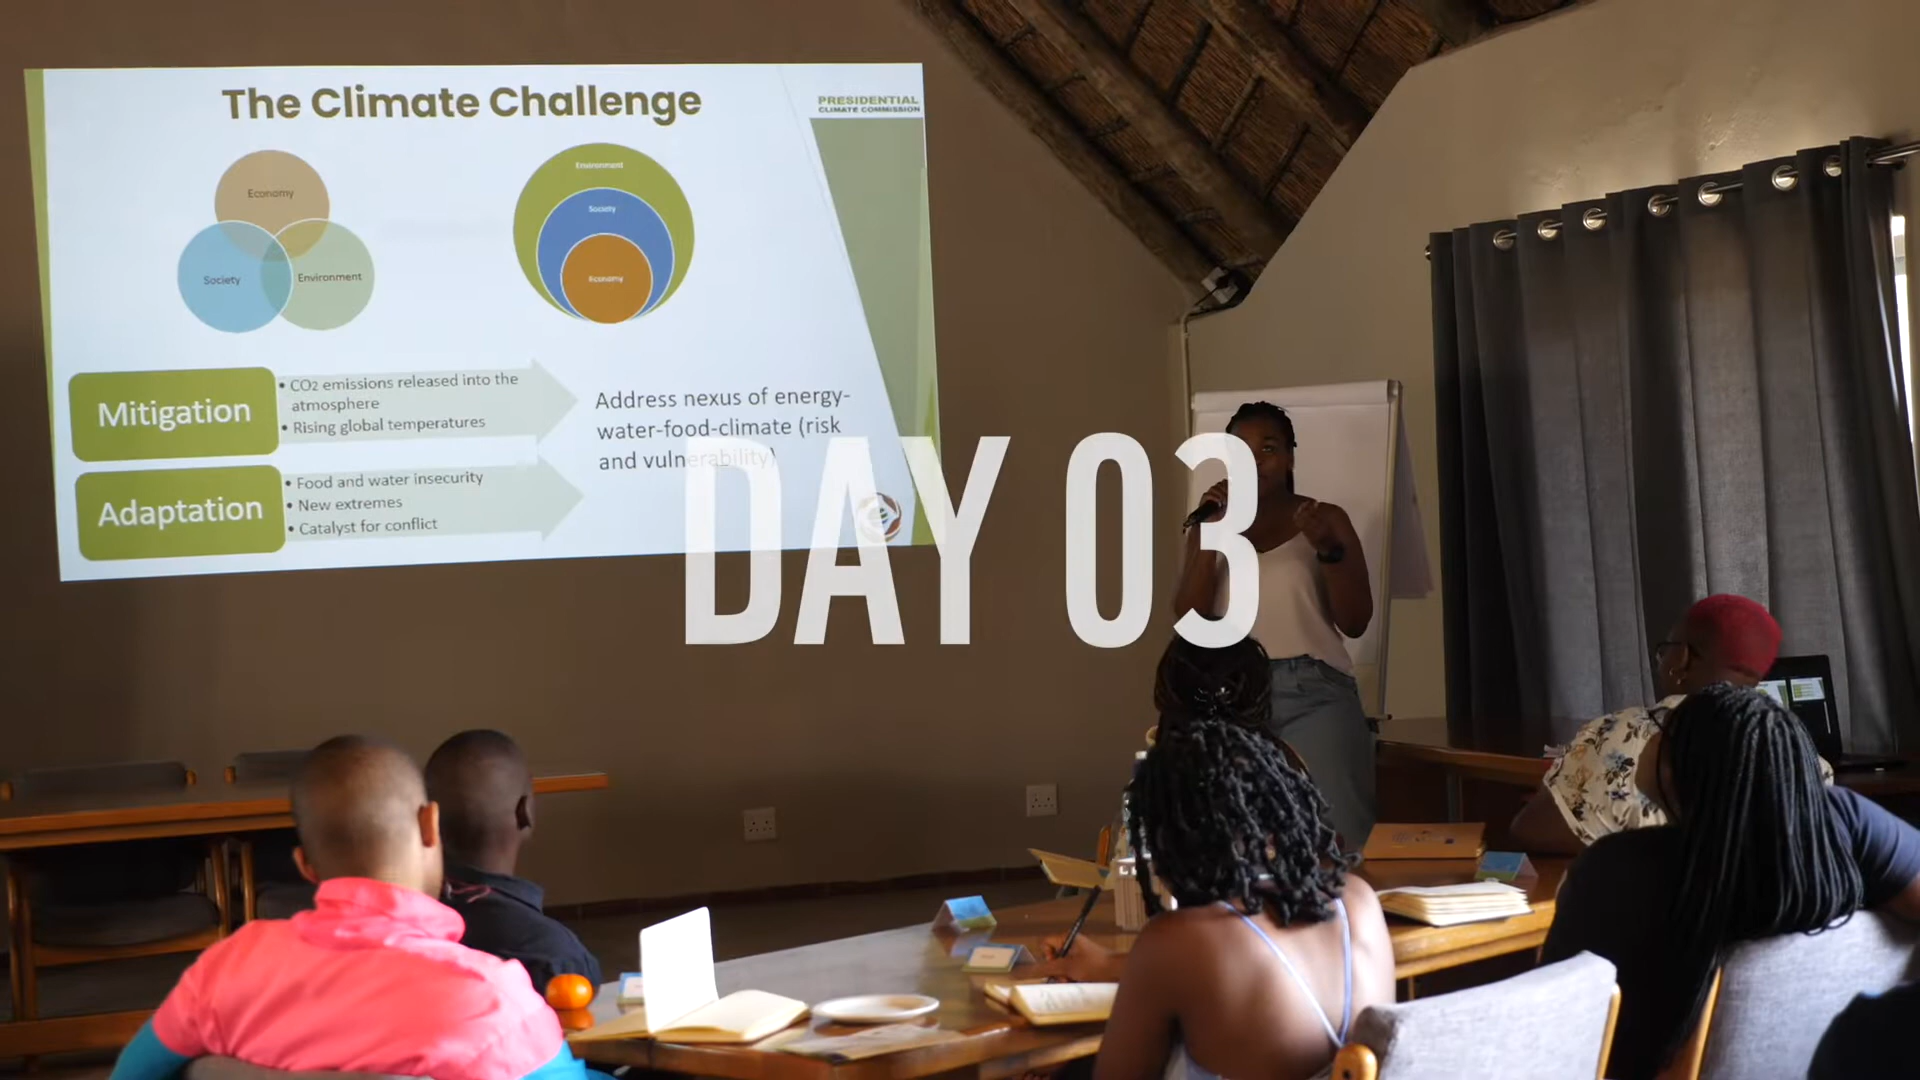 The Climate Challenge
PRESIDENTIAL
CLIMATE COMMISSION
Economy
Society
Environment
Environment
Society
Economy
Mitigation
• CO2 emissions released into the
atmosphere
• Rising global temperatures
Adaptation
• Food and water insecurity
• New extremes
• Catalyst for conflict
Address nexus of energy-
water-food-climate (risk
and vulnerability)
DAY 03